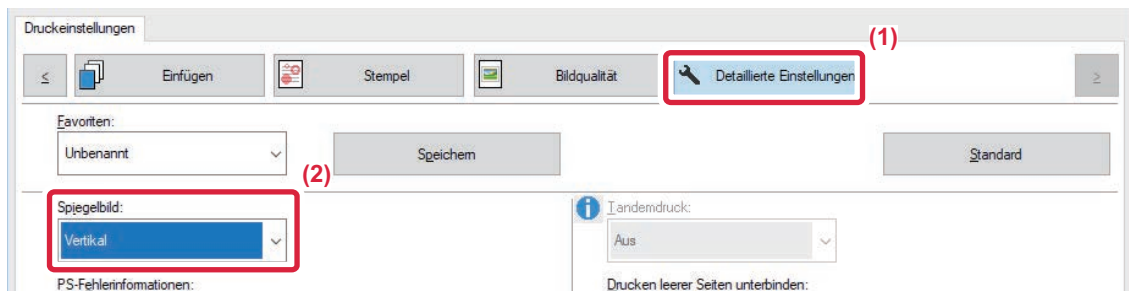 Druckeinstellungen
(1)
< Einfügen Stempel Bildqualität Detaillierte Einstellungen >
Favoriten:
Unbenannt Speichern Standard
(2)
Spiegelbild: Tandemdruck:
Vertikal Aus
PS-Fehlerinformationen: Drucken leerer Seiten unterbinden: